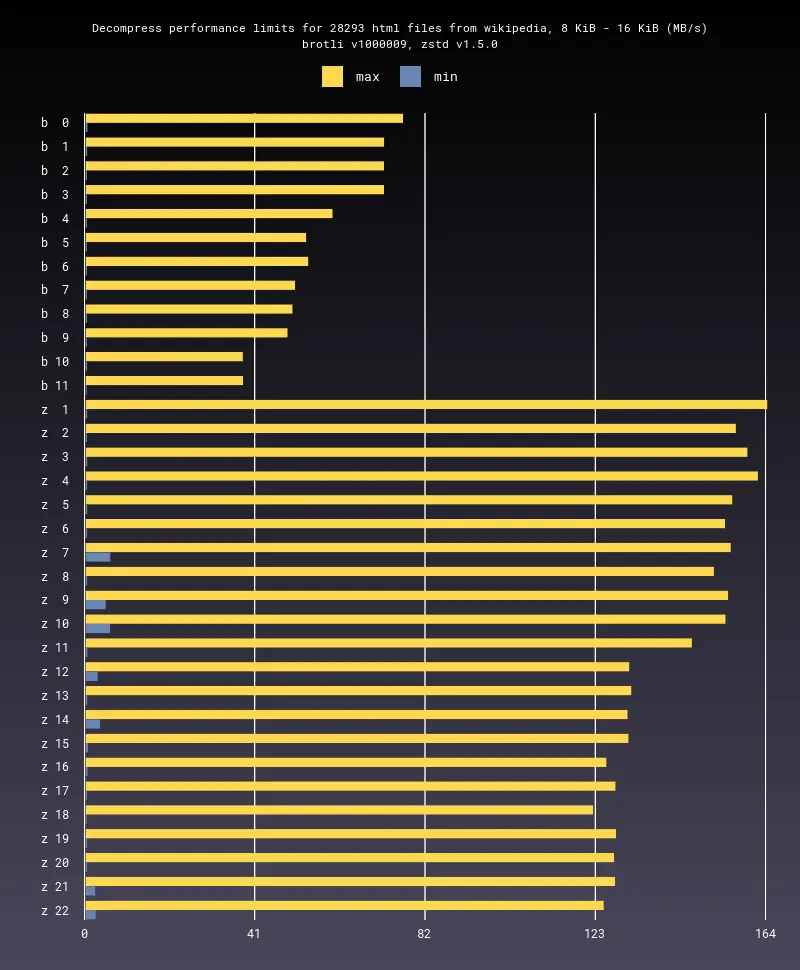 Decompress performance limits for 28293 html files from wikipedia, 8 KiB - 16 KiB (MB/s)
brotli v1000009, zstd v1.5.0
max min
b 0
b 1
b 2
b 3
b 4
b 5
b 6
b 7
b 8
b 9
b 10
b 11
z 1
z 2
z 3
z 4
z 5
z 6
z 7
z 8
z 9
z 10
z 11
z 12
z 13
z 14
z 15
z 16
z 17
z 18
z 19
z 20
z 21
z 22
0 41 82 123 164